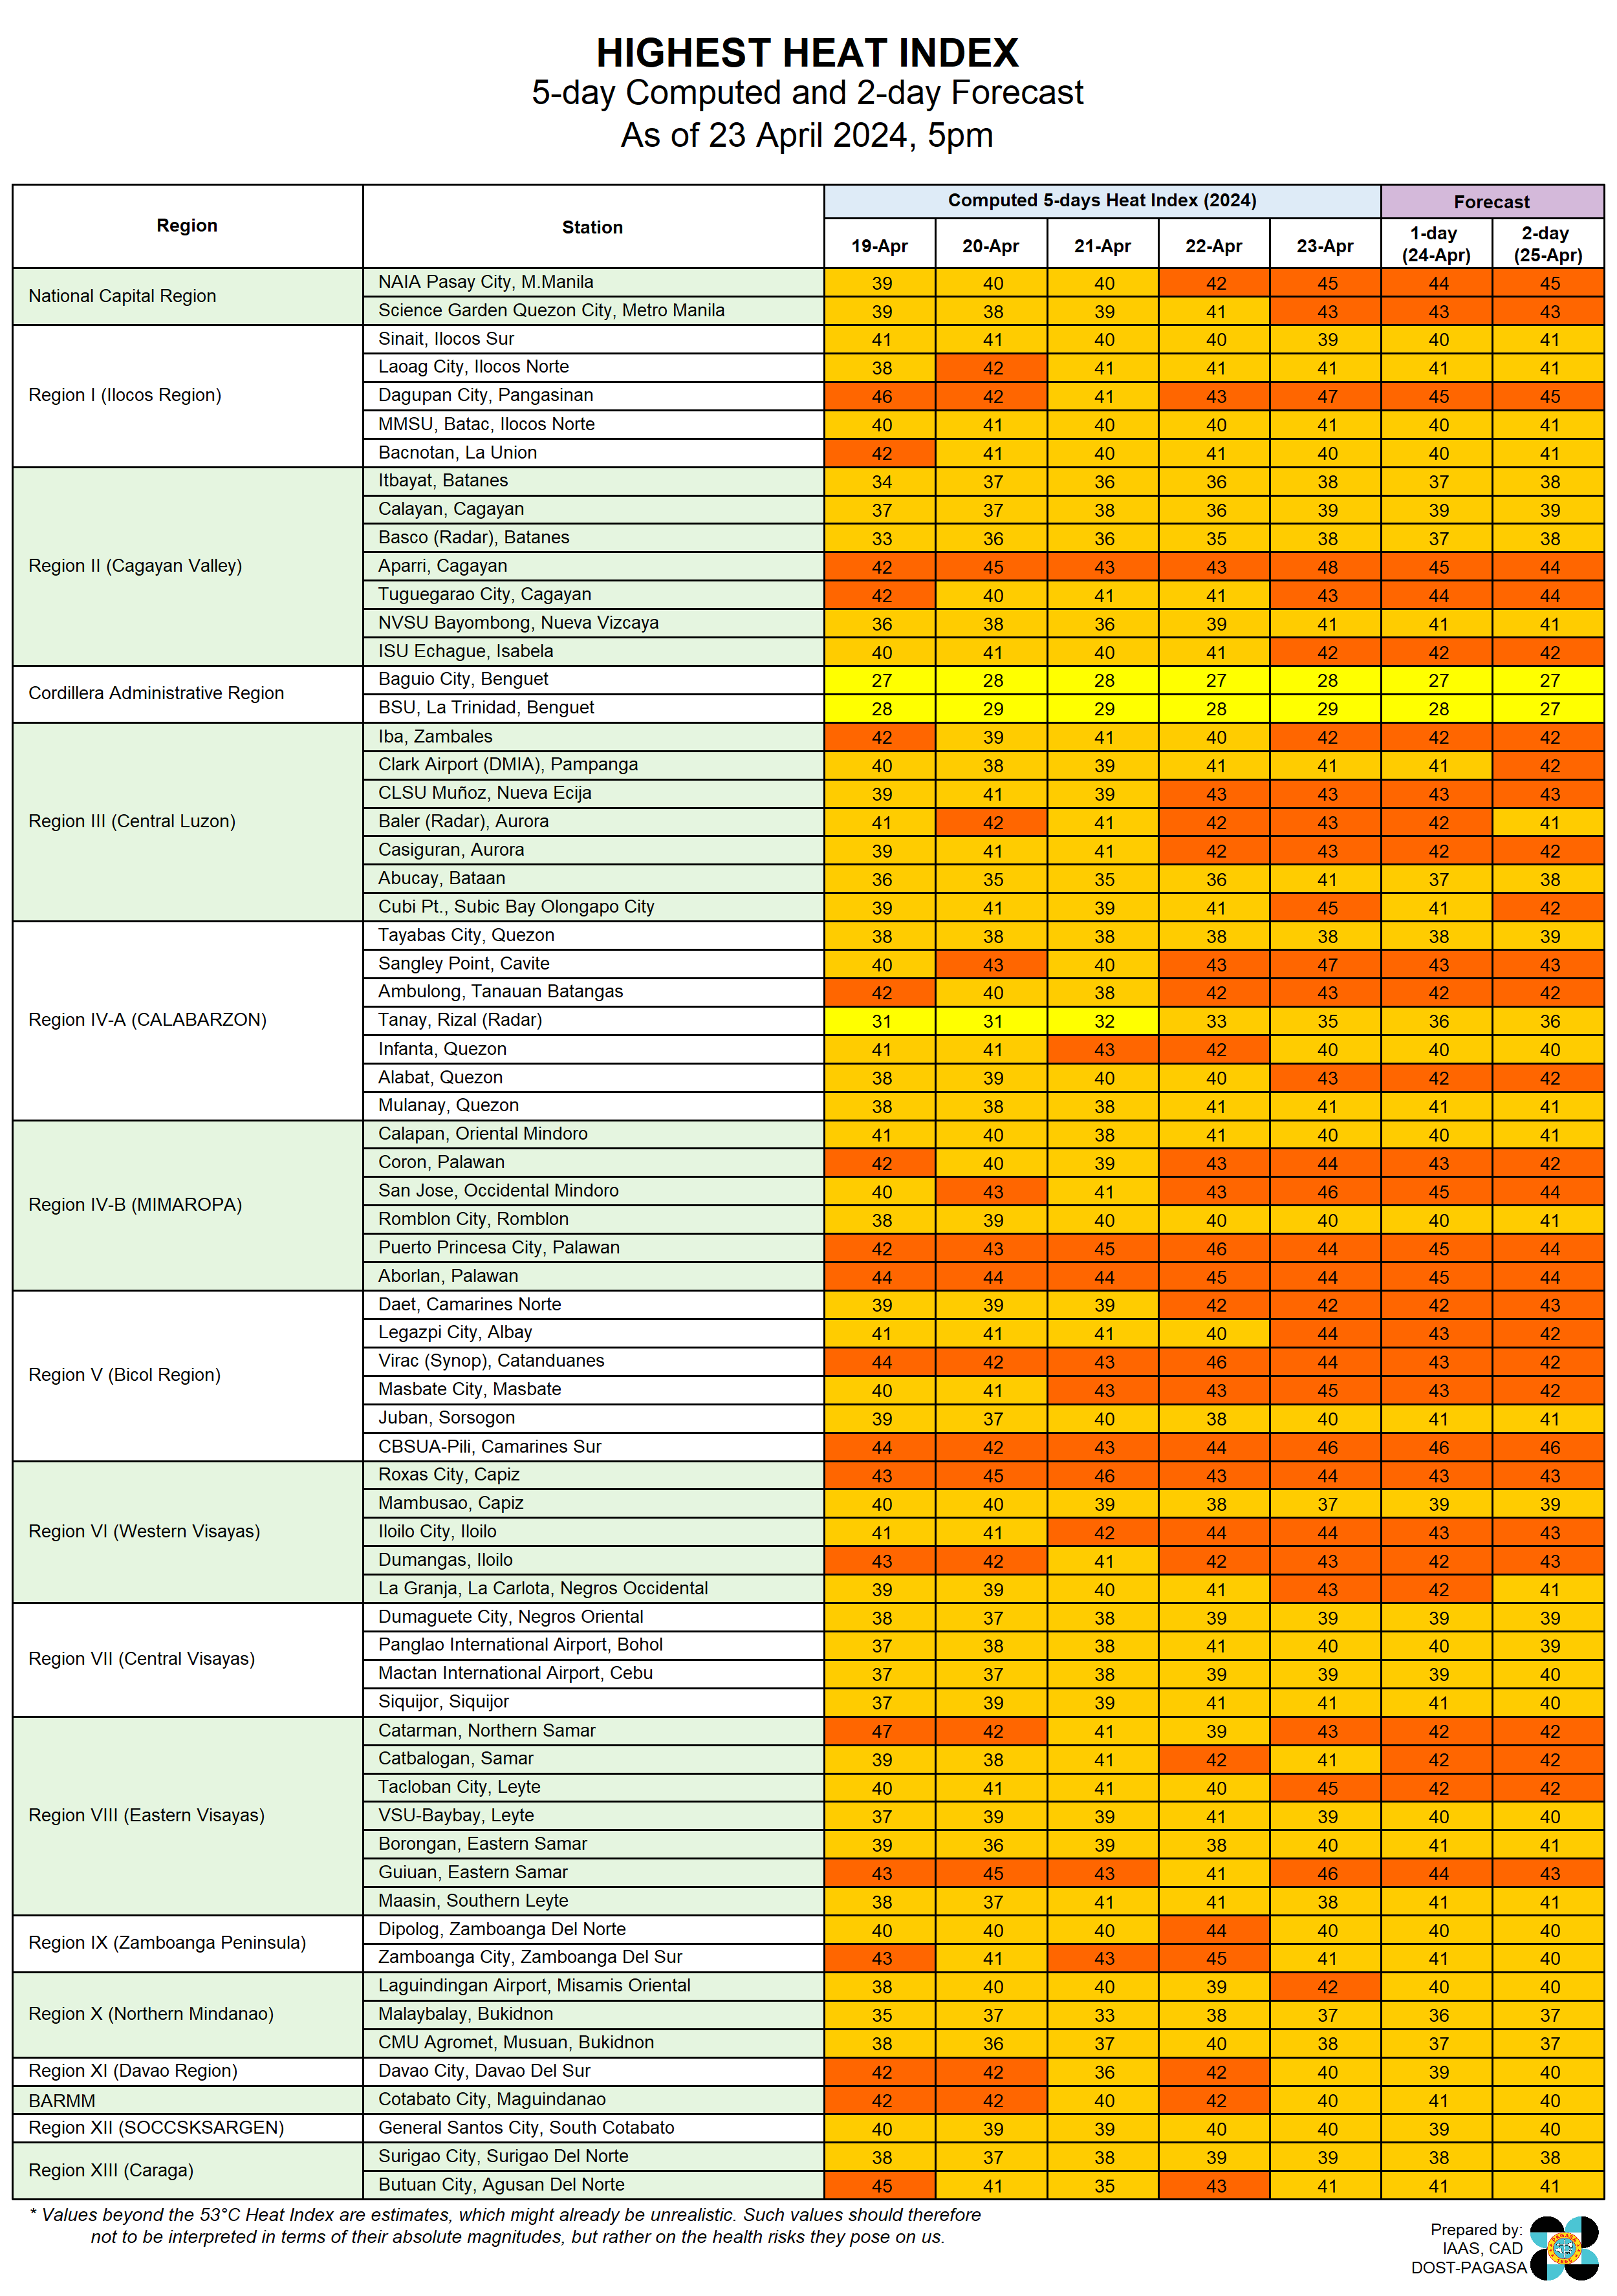 HIGHEST HEAT INDEX
5-day Computed and 2-day Forecast
As of 23 April 2024, 5pm
Region Station Computed 5-days Heat Index (2024) Forecast
19-Apr 20-Apr 21-Apr 22-Apr 23-Apr 1-day (24-Apr) 2-day (25-Apr)
National Capital Region
NAIA Pasay City, M.Manila 39 40 40 42 45 44 45
Science Garden Quezon City, Metro Manila 39 38 39 41 43 43 43
Region I (Ilocos Region)
Sinait, Ilocos Sur 41 41 40 40 39 40 41
Laoag City, Ilocos Norte 38 42 41 41 41 41 41
Dagupan City, Pangasinan 46 42 41 43 47 45 45
MMSU, Batac, Ilocos Norte 40 41 40 40 41 40 41
Bacnotan, La Union 42 41 40 41 40 40 41
Region II (Cagayan Valley)
Itbayat, Batanes 34 37 36 36 38 37 38
Calayan, Cagayan 37 37 38 36 39 39 39
Basco (Radar), Batanes 33 36 36 35 38 37 38
Aparri, Cagayan 42 45 43 43 48 45 44
Tuguegarao City, Cagayan 42 40 41 41 43 44 44
NVSU Bayombong, Nueva Vizcaya 36 38 36 39 41 41 41
ISU Echague, Isabela 40 41 40 41 42 42 42
Cordillera Administrative Region
Baguio City, Benguet 27 28 28 27 28 27 27
BSU, La Trinidad, Benguet 28 29 29 28 29 28 27
Region III (Central Luzon)
Iba, Zambales 42 39 41 40 42 42 42
Clark Airport (DMIA), Pampanga 40 38 39 41 41 41 42
CLSU Muñoz, Nueva Ecija 39 41 39 43 43 43 43
Baler (Radar), Aurora 41 42 41 42 43 42 41
Casiguran, Aurora 39 41 41 42 43 42 42
Abucay, Bataan 36 35 35 36 41 37 38
Cubi Pt., Subic Bay Olongapo City 39 41 39 41 45 41 42
Region IV-A (CALABARZON)
Tayabas City, Quezon 38 38 38 38 38 38 39
Sangley Point, Cavite 40 43 40 43 47 43 43
Ambulong, Tanauan Batangas 42 40 38 42 43 42 42
Tanay, Rizal (Radar) 31 31 32 33 35 36 36
Infanta, Quezon 41 41 43 42 40 40 40
Alabat, Quezon 38 39 40 40 43 42 42
Mulanay, Quezon 38 38 38 41 41 41 41
Region IV-B (MIMAROPA)
Calapan, Oriental Mindoro 41 40 38 41 40 40 41
Coron, Palawan 42 40 39 43 44 43 42
San Jose, Occidental Mindoro 40 43 41 43 46 45 44
Romblon City, Romblon 38 39 40 40 40 40 41
Puerto Princesa City, Palawan 42 43 45 46 44 45 44
Aborlan, Palawan 44 44 44 45 44 45 44
Region V (Bicol Region)
Daet, Camarines Norte 39 39 39 42 42 42 43
Legazpi City, Albay 41 41 41 40 44 43 42
Virac (Synop), Catanduanes 44 42 43 46 44 43 42
Masbate City, Masbate 40 41 43 43 45 43 42
Juban, Sorsogon 39 37 40 38 40 41 41
CBSUA-Pili, Camarines Sur 44 42 43 44 46 46 46
Region VI (Western Visayas)
Roxas City, Capiz 43 45 46 43 44 43 43
Mambusao, Capiz 40 40 39 38 37 39 39
Iloilo City, Iloilo 41 41 42 44 44 43 43
Dumangas, Iloilo 43 42 41 42 43 42 43
La Granja, La Carlota, Negros Occidental 39 39 40 41 43 42 41
Region VII (Central Visayas)
Dumaguete City, Negros Oriental 38 37 38 39 39 39 39
Panglao International Airport, Bohol 37 38 38 41 40 40 39
Mactan International Airport, Cebu 37 37 38 39 39 39 40
Siquijor, Siquijor 37 39 39 41 41 41 40
Region VIII (Eastern Visayas)
Catarman, Northern Samar 47 42 41 39 43 42 42
Catbalogan, Samar 39 38 41 42 41 42 42
Tacloban City, Leyte 40 41 41 40 45 42 42
VSU-Baybay, Leyte 37 39 39 41 39 40 40
Borongan, Eastern Samar 39 36 39 38 40 41 41
Guiuan, Eastern Samar 43 45 43 41 46 44 43
Maasin, Southern Leyte 38 37 41 41 38 41 41
Region IX (Zamboanga Peninsula)
Dipolog, Zamboanga Del Norte 40 40 40 44 40 40 40
Zamboanga City, Zamboanga Del Sur 43 41 43 45 41 41 40
Region X (Northern Mindanao)
Laguindingan Airport, Misamis Oriental 38 40 40 39 42 40 40
Malaybalay, Bukidnon 35 37 33 38 37 36 37
CMU Agromet, Musuan, Bukidnon 38 36 37 40 38 37 37
Region XI (Davao Region) Davao City, Davao Del Sur 42 42 36 42 40 39 40
BARMM Cotabato City, Maguindanao 42 42 40 42 40 41 40
Region XII (SOCCSKSARGEN) General Santos City, South Cotabato 40 39 39 40 40 39 40
Region XIII (Caraga)
Surigao City, Surigao Del Norte 38 37 38 39 39 38 38
Butuan City, Agusan Del Norte 45 41 35 43 41 41 41
* Values beyond the 53°C Heat Index are estimates, which might already be unrealistic. Such values should therefore
not to be interpreted in terms of their absolute magnitudes, but rather on the health risks they pose on us.
Prepared by:
IAAS, CAD
DOST-PAGASA